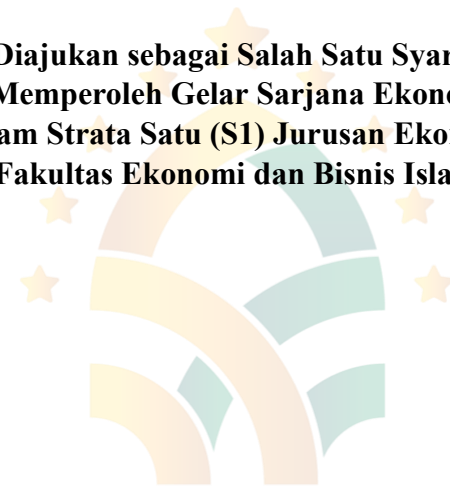 Diajukan sebagai Salah Satu Syar
Memperoleh Gelar Sarjana Ekon
am Strata Satu (S1) Jurusan Eko
Fakultas Ekonomi dan Bisnis Isla